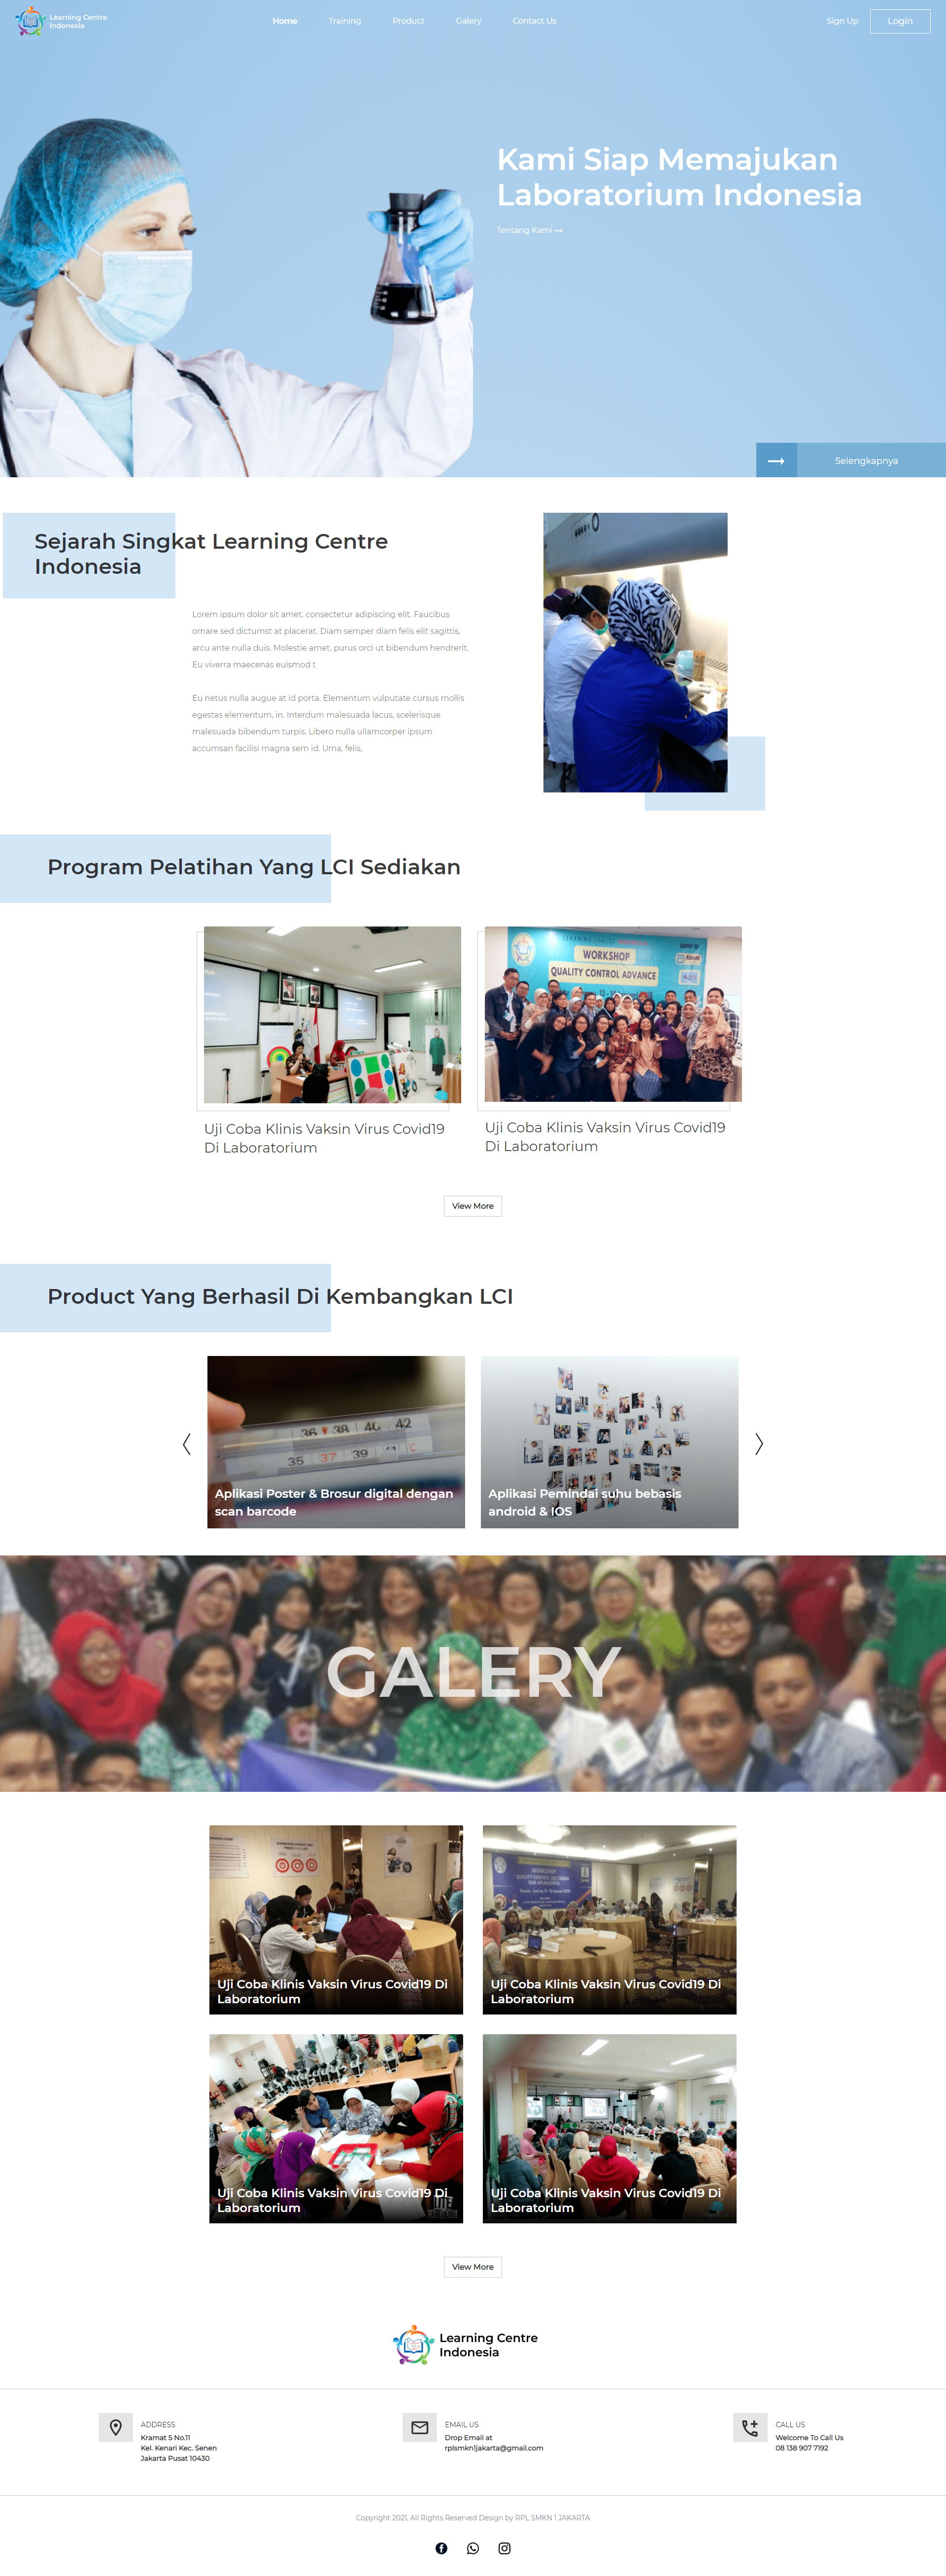 Learning Centre
Indonesia
Home Training Product Galery Contact Us
Sign Up Login
Kami Siap Memajukan
Laboratorium Indonesia
Tentang Kami
Selengkapnya
Sejarah Singkat Learning Centre
Indonesia
Lorem ipsum dolor sit amet, consectetur adipiscing elit. Faucibus
ornare sed dictumst at placerat. Diam semper diam felis elit sagittis,
arcu ante nulla duis. Molestie amet, purus orci ut bibendum hendrerit.
Eu viverra maecenas euismod t
Eu netus nulla augue at id porta. Elementum vulputate cursus mollis
egestas elementum, in. Interdum malesuada lacus, scelerisque
malesuada bibendum turpis. Libero nulla ullamcorper ipsum
accumsan facilisi magna sem id. Urna, felis,
Program Pelatihan Yang LCI Sediakan
WORKSHOP
QUALITY CONTROL ADVANCE
Uji Coba Klinis Vaksin Virus Covid19
Di Laboratorium
Uji Coba Klinis Vaksin Virus Covid19
Di Laboratorium
View More
Product Yang Berhasil Di Kembangkan LCI
36 38 40 42
35 37 39 C
Aplikasi Poster & Brosur digital dengan
scan barcode
Aplikasi Pemindai suhu bebasis
android & IOS
GALERY
WORKSHOP
Uji Coba Klinis Vaksin Virus Covid19 Di
Laboratorium
Uji Coba Klinis Vaksin Virus Covid19 Di
Laboratorium
Uji Coba Klinis Vaksin Virus Covid19 Di
Laboratorium
Uji Coba Klinis Vaksin Virus Covid19 Di
Laboratorium
View More
Learning Centre
Indonesia
ADDRESS
Kramat 5 No.11
Kel. Kenari Kec. Senen
Jakarta Pusat 10430
EMAIL US
Drop Email at
rplsmkn1jakarta@gmail.com
CALL US
Welcome To Call Us
08 138 907 7192
Copyright 2021. All Rights Reserved Design by RPL SMKN 1 JAKARTA